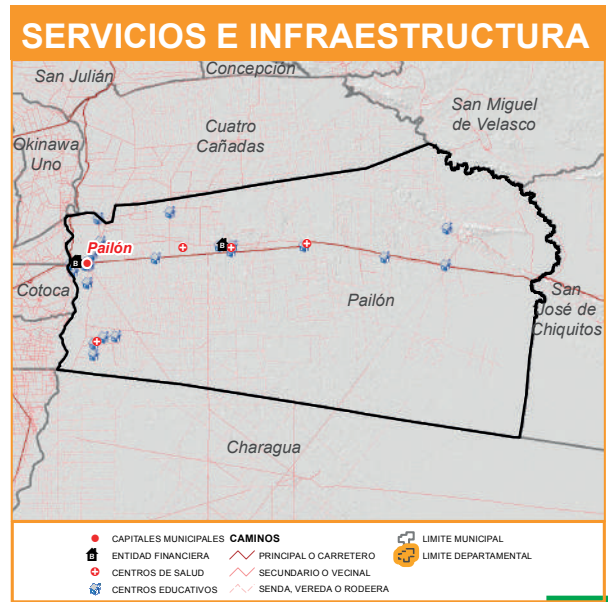 SERVICIOS E INFRAESTRUCTURA
San Julián
Concepción
San Miguel
de Velasco
Cuatro
Cañadas
Okinawa
Uno
Pailón
Cotoca
Pailón
San
José de
Chiquitos
Charagua
CAPITALES MUNICIPALES
B ENTIDAD FINANCIERA
CENTROS DE SALUD
CENTROS EDUCATIVOS
CAMINOS
PRINCIPAL O CARRETERO
SECUNDARIO O VECINAL
SENDA, VEREDA O RODEERA
LIMITE MUNICIPAL
LIMITE DEPARTAMENTAL